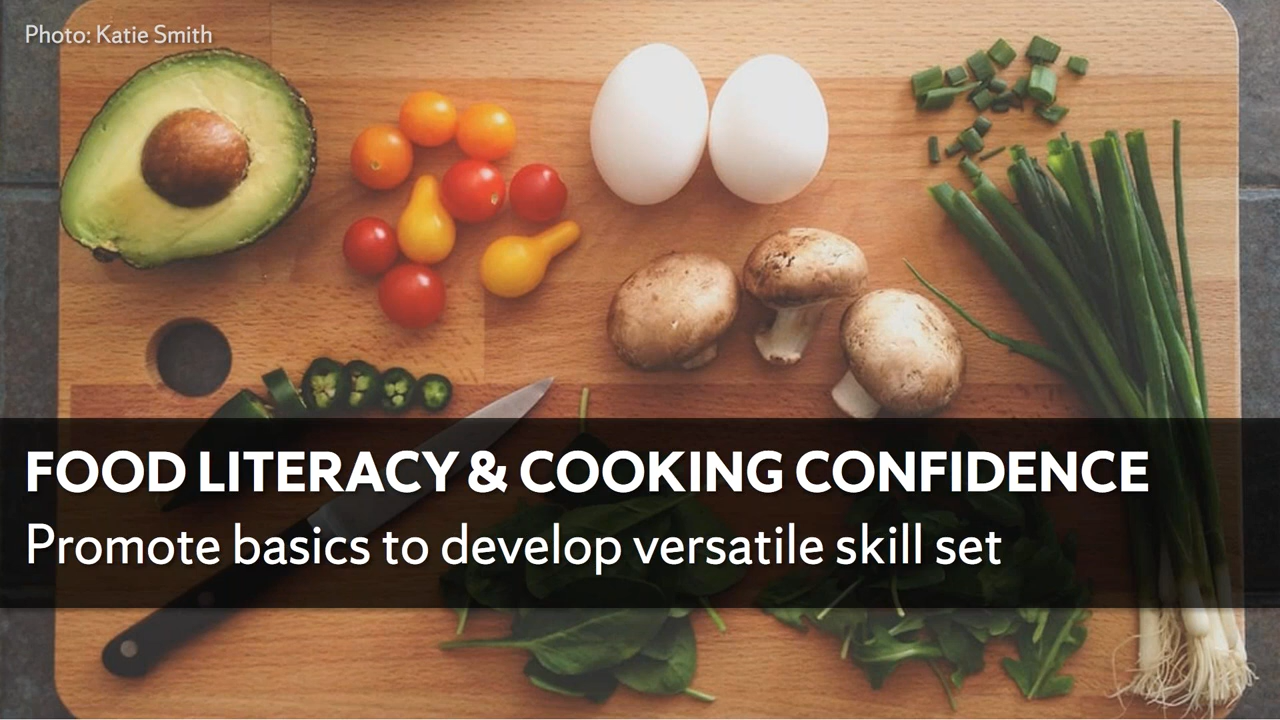 Photo: Katie Smith
FOOD LITERACY & COOKING CONFIDENCE
Promote basics to develop versatile skill set